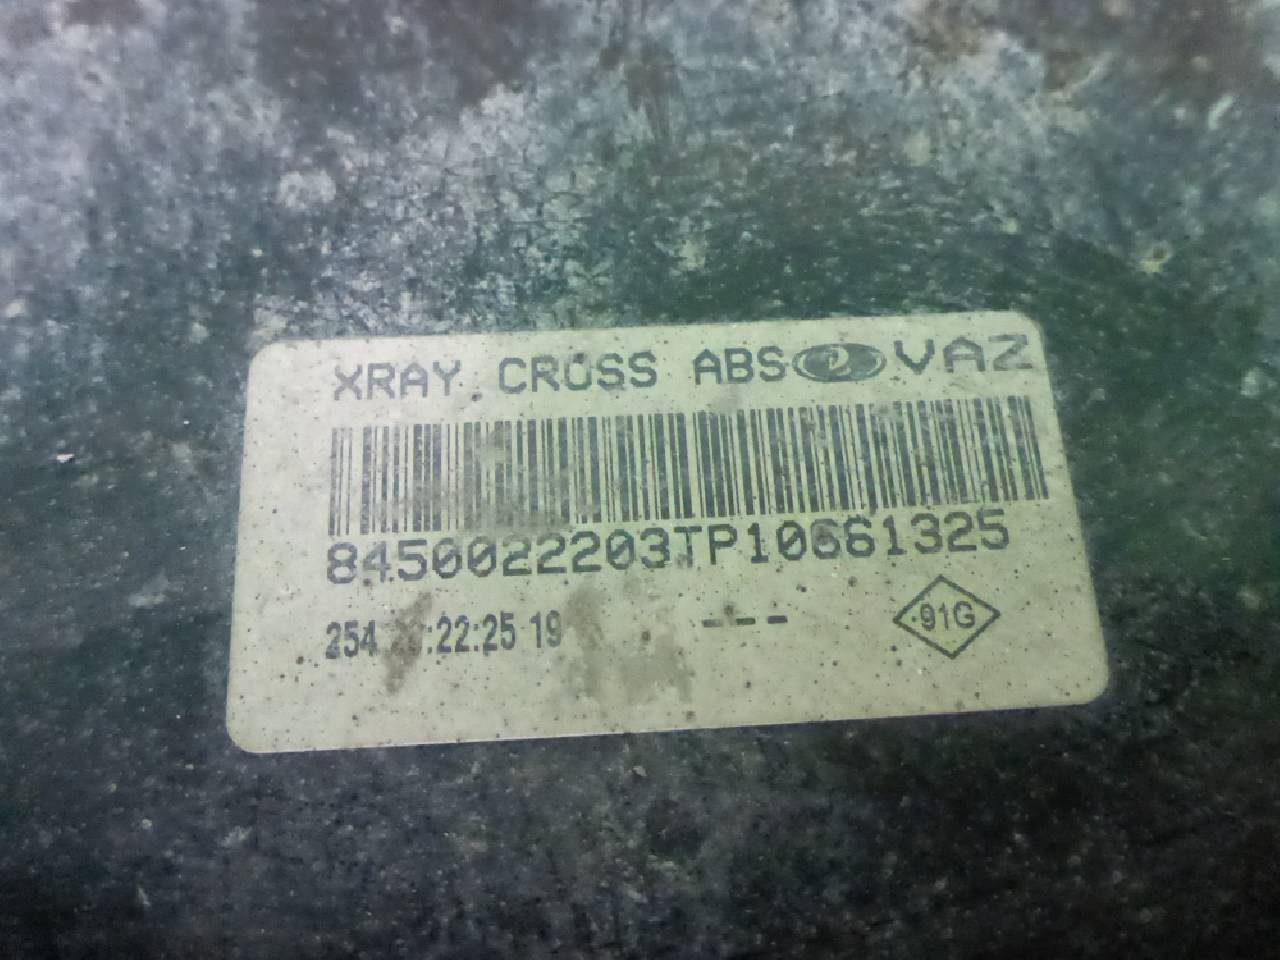 XRAY CROSS ABS VAZ
8450022203TP10661325
254 :22:25 19 ---
91G